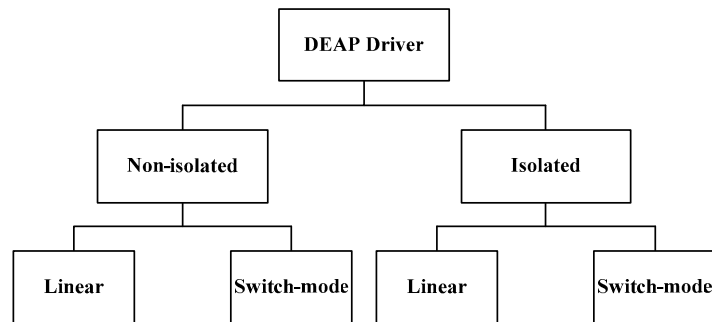 DEAP Driver
Non-isolated
Isolated
Linear
Switch-mode
Linear
Switch-mode